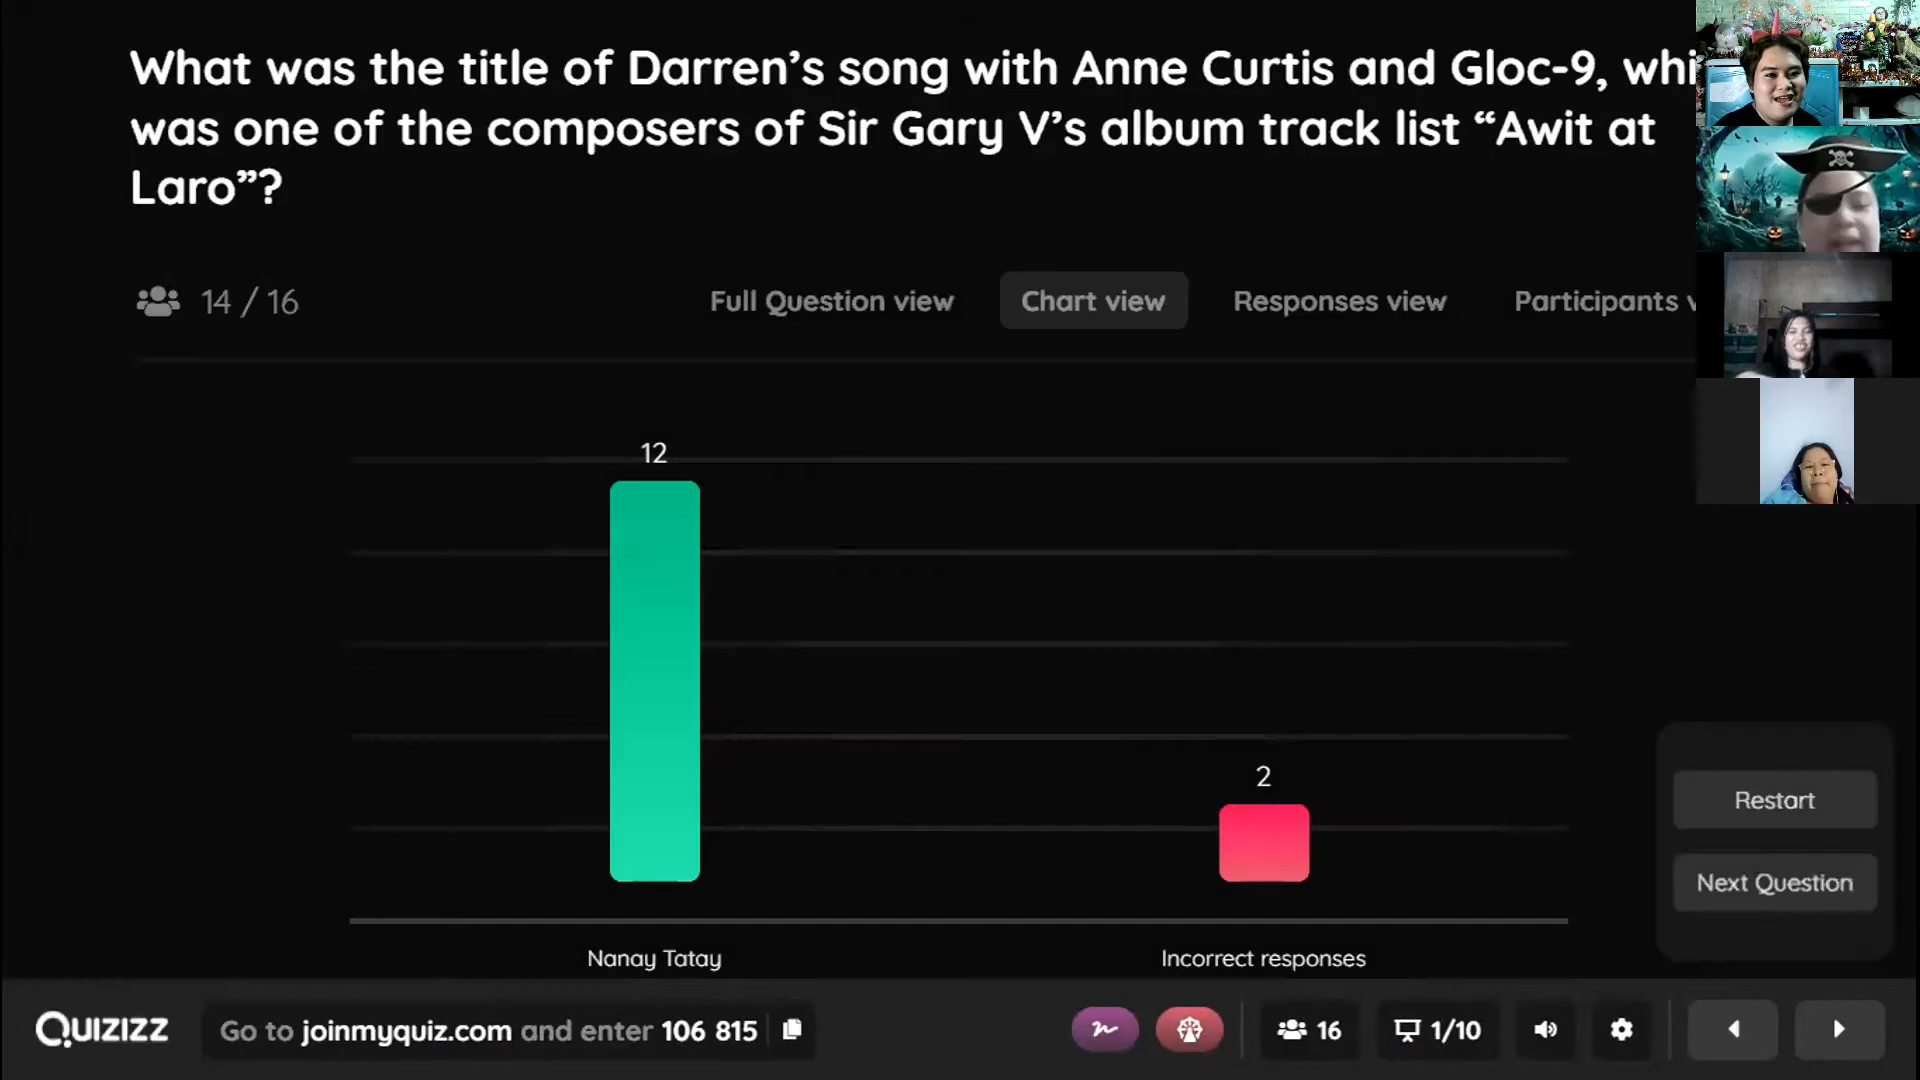 What was the title of Darren’s song with Anne Curtis and Gloc-9, whi
was one of the composers of Sir Gary V’s album track list “Awit at
Laro”?
14 / 16
Full Question view
Chart view
Responses view
Participants v
12
2
Nanay Tatay
Incorrect responses
Restart
Next Question
QUIZIZZ
Go to joinmyquiz.com and enter 106 815
16
1/10